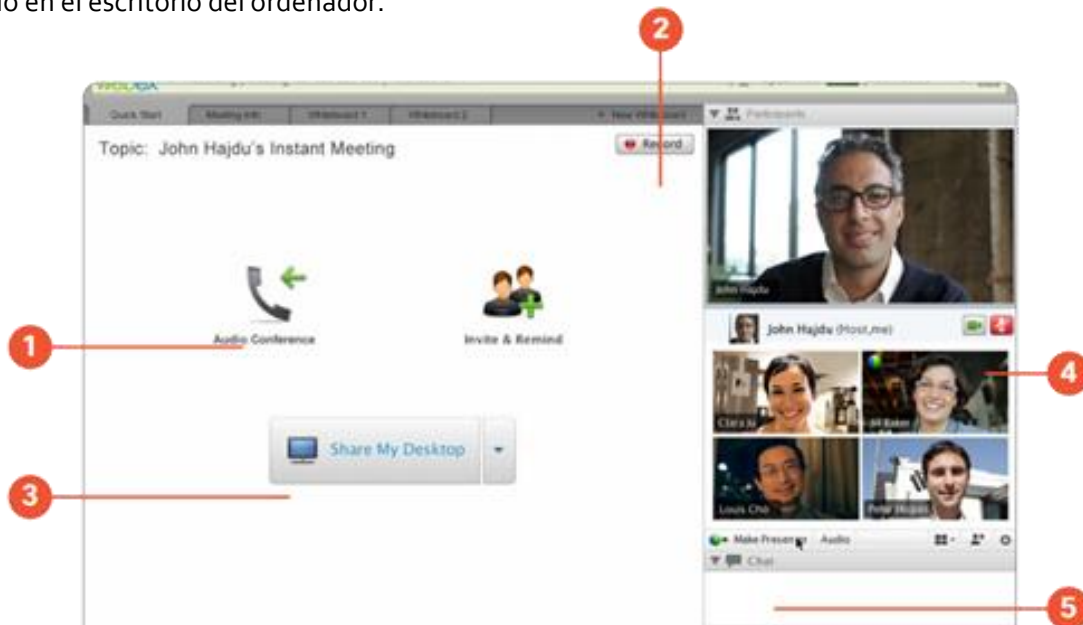 en el escritorio del ordenador.
2
Quick Start Meeting Info Whiteboard 1 Whiteboard 2 + New Whiteboard
Participants
Topic: John Hajdu's Instant Meeting
Record
John Hajdu
John Hajdu (Host, me)
1
Audio Conference
Invite & Remind
4
Clara
Jill Baker
Share My Desktop
3
Louis Cho
Peter
Make Presenter Audio
Chat
5